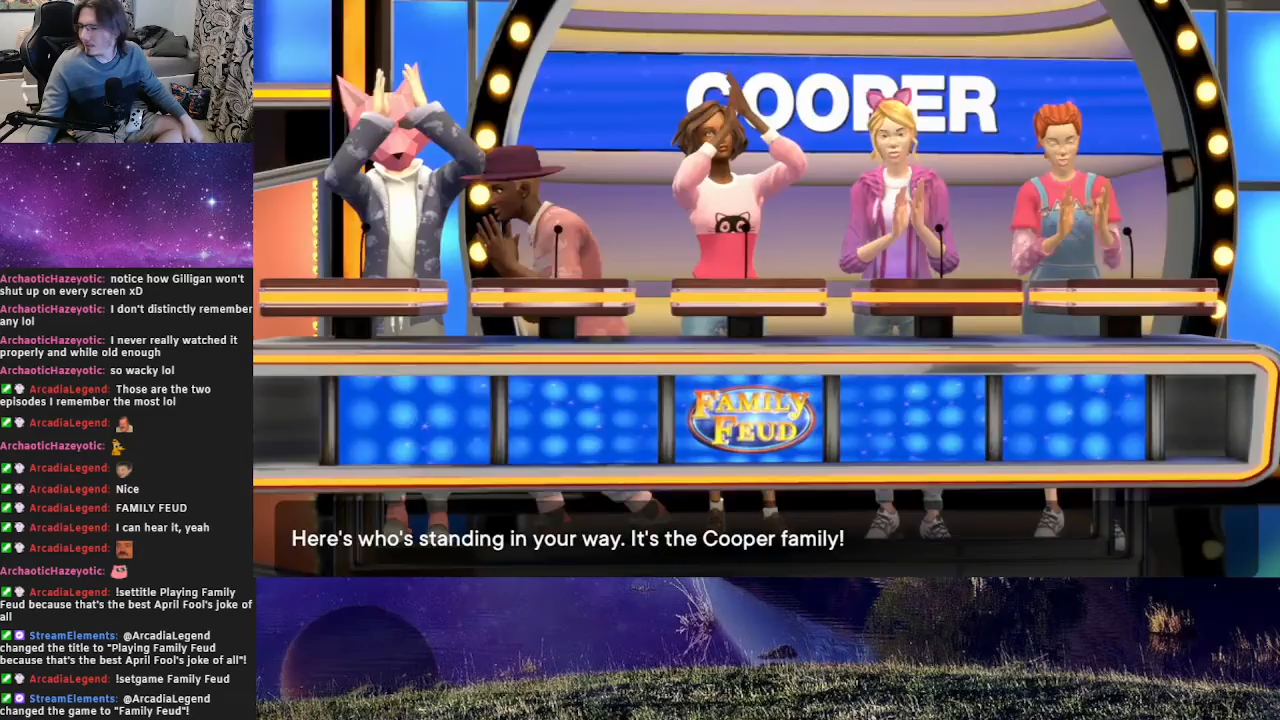 COOPER
ArchaoticHazeyotic: notice how Gilligan won't
shut up on every screen xD
ArchaoticHazeyotic: I don't distinctly remember
any lol
ArchaoticHazeyotic: I never really watched it
properly and while old enough
ArchaoticHazeyotic: so wacky lol
ArcadiaLegend: Those are the two
episodes I remember the most lol
ArcadiaLegend:
ArchaoticHazeyotic:
ArcadiaLegend:
ArcadiaLegend: Nice
ArcadiaLegend: FAMILY FEUD
ArcadiaLegend: I can hear it, yeah
ArcadiaLegend:
ArchaoticHazeyotic:
ArcadiaLegend: !settitle Playing Family
Feud because that's the best April Fool's joke of
all
StreamElements: @ArcadiaLegend
changed the title to "Playing Family Feud
because that's the best April Fool's joke of all"!
ArcadiaLegend: !setgame Family Feud
StreamElements: @ArcadiaLegend
changed the game to "Family Feud"!
FAMILY
FEUD
Here's who's standing in your way. It's the Cooper family!